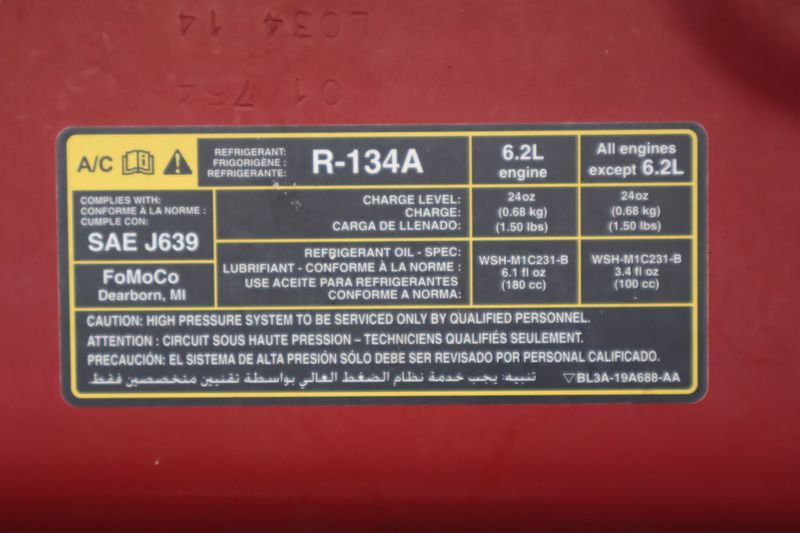 L034 14
A/C
REFRIGERANT:
FRIGORIGÈNE :
REFRIGERANTE:
R-134A
6.2L
engine
All engines
except 6.2L
COMPLIES WITH:
CONFORME À LA NORME :
CUMPLE CON:
SAE J639
CHARGE LEVEL:
CHARGE:
CARGA DE LLENADO:
24oz
(0.68 kg)
(1.50 lbs)
24oz
(0.68 kg)
(1.50 lbs)
FoMoCo
Dearborn, MI
REFRIGERANT OIL - SPEC:
LUBRIFIANT - CONFORME À LA NORME :
USE ACEITE PARA REFRIGERANTES
CONFORME A NORMA:
WSH-M1C231-B
6.1 fl oz
(180 cc)
WSH-M1C231-B
3.4 fl oz
(100 cc)
CAUTION: HIGH PRESSURE SYSTEM TO BE SERVICED ONLY BY QUALIFIED PERSONNEL.
ATTENTION : CIRCUIT SOUS HAUTE PRESSION – TECHNICIENS QUALIFIÉS SEULEMENT.
PRECAUCIÓN: EL SISTEMA DE ALTA PRESIÓN SÓLO DEBE SER REVISADO POR PERSONAL CALIFICADO.
تنبيه: يجب خدمة نظام الضغط العالي بواسطة تقنيين متخصصين فقط.
BL3A-19A688-AA